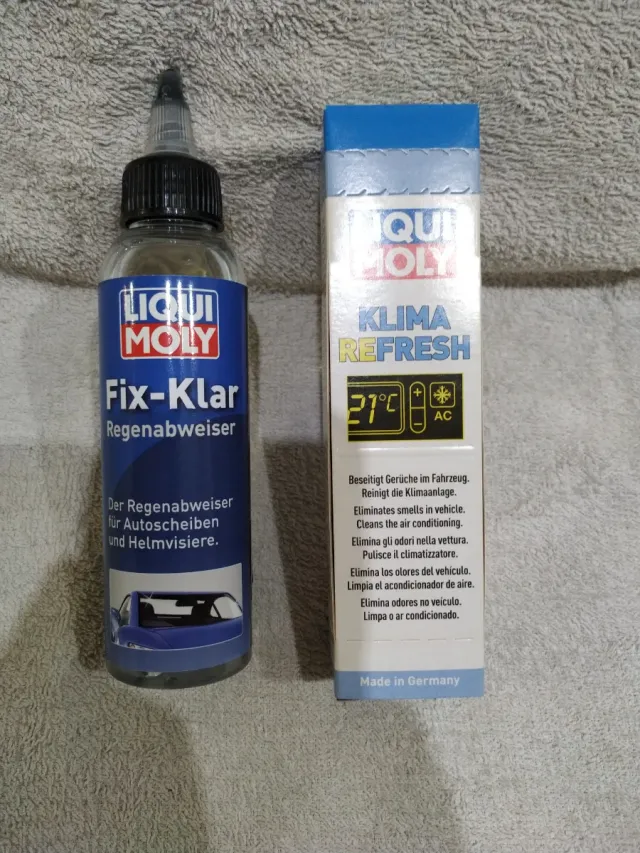 LIQUI
MOLY
Fix-Klar
Regenabweiser
Der Regenabweiser
für Autoscheiben
und Helmvisiere.
LIQUI
MOLY
KLIMA
REFRESH
21°C
+
-
AC
Beseitigt Gerüche im Fahrzeug.
Reinigt die Klimaanlage.
Eliminates smells in vehicle.
Cleans the air conditioning.
Elimina gli odori nella vettura.
Pulisce il climatizzatore.
Elimina los olores del vehículo.
Limpia el acondicionador de aire.
Elimina odores no veículo.
Limpa o ar condicionado.
Made in Germany